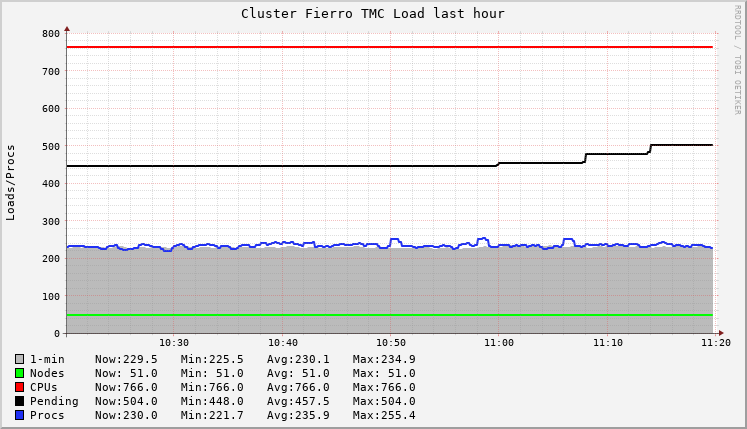 Cluster Fierro TMC Load last hour
RRDTOOL / TOBI OETIKER
Loads/Procs
800
700
600
500
400
300
200
100
0
10:30 10:40 10:50 11:00 11:10 11:20
1-min Now:229.5 Min:225.5 Avg:230.1 Max:234.9
Nodes Now: 51.0 Min: 51.0 Avg: 51.0 Max: 51.0
CPUs Now:766.0 Min:766.0 Avg:766.0 Max:766.0
Pending Now:504.0 Min:448.0 Avg:457.5 Max:504.0
Procs Now:230.0 Min:221.7 Avg:235.9 Max:255.4